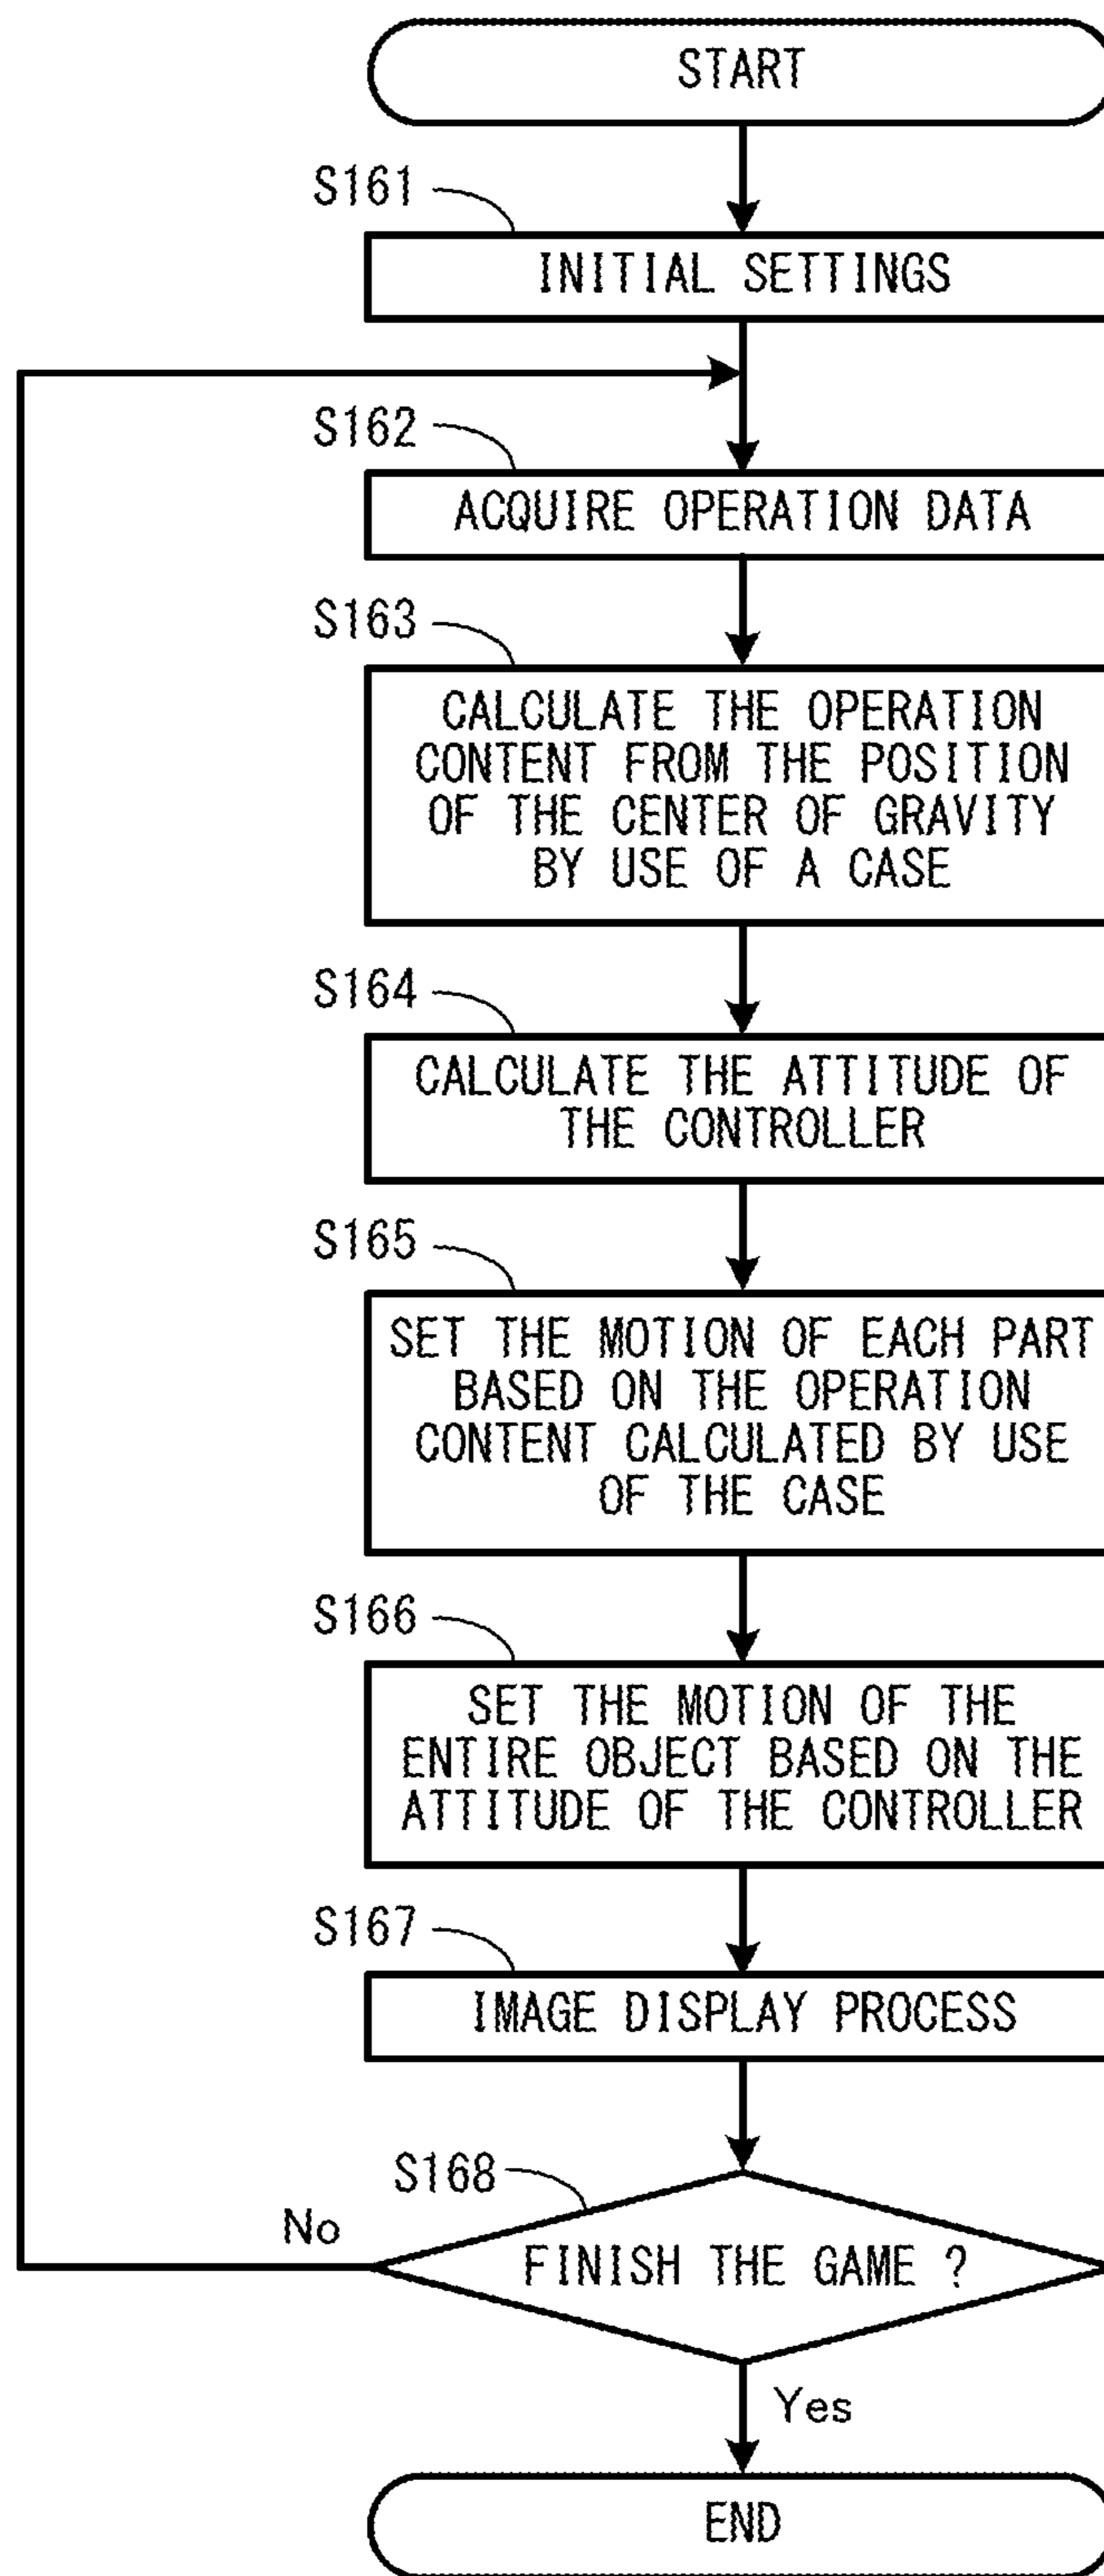 START
S161
INITIAL SETTINGS
S162
ACQUIRE OPERATION DATA
S163
CALCULATE THE OPERATION
CONTENT FROM THE POSITION
OF THE CENTER OF GRAVITY
BY USE OF A CASE
S164
CALCULATE THE ATTITUDE OF
THE CONTROLLER
S165
SET THE MOTION OF EACH PART
BASED ON THE OPERATION
CONTENT CALCULATED BY USE
OF THE CASE
S166
SET THE MOTION OF THE
ENTIRE OBJECT BASED ON THE
ATTITUDE OF THE CONTROLLER
S167
IMAGE DISPLAY PROCESS
S168
No
FINISH THE GAME ?
Yes
END